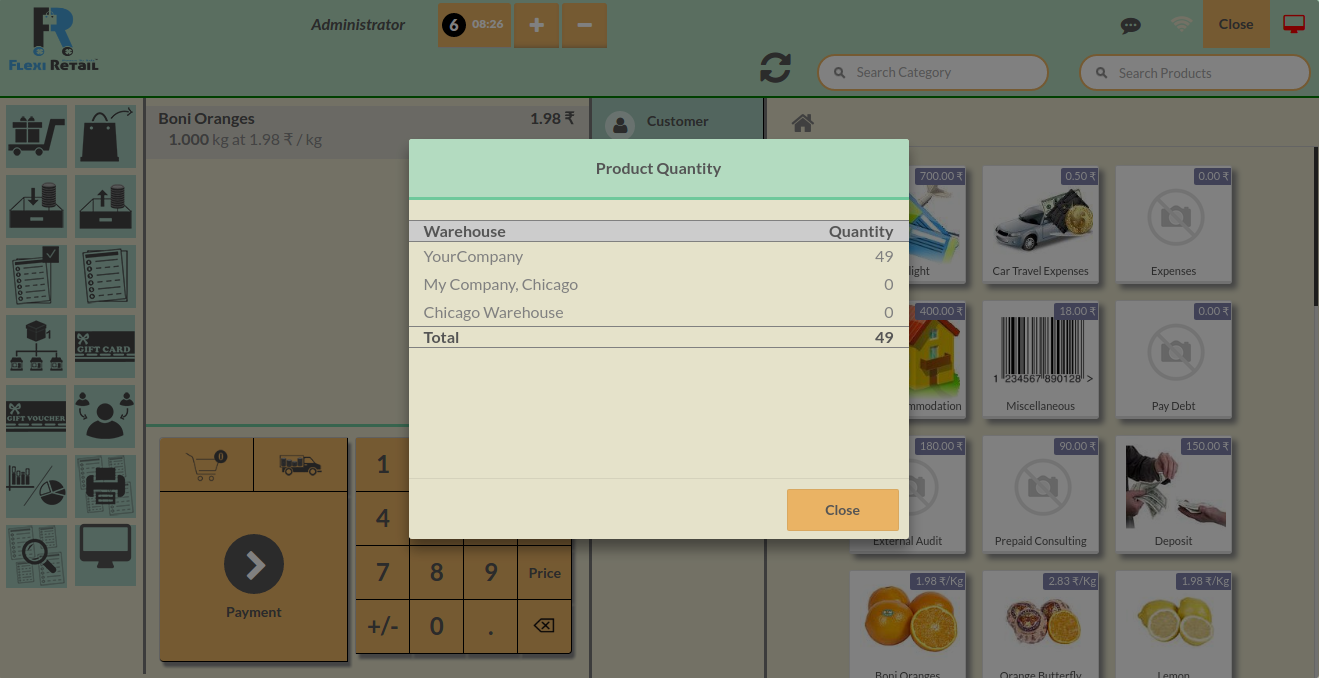 FLEXI RETAIL
Administrator
6 08:26 + −
Close
Search Category
Search Products
Boni Oranges 1.98 ₹
1.000 kg at 1.98 ₹ / kg
Customer
Product Quantity
Warehouse Quantity
YourCompany 49
My Company, Chicago 0
Chicago Warehouse 0
Total 49
Close
1
GIFT CARD
GIFT VOUCHER
0
Payment
1
4
7 8 9 Price
+/- 0 .
700.00 ₹ 0.50 ₹ 0.00 ₹
Car Travel Expenses Expenses
400.00 ₹ 18.00 ₹ 0.00 ₹
1 234567 890128 >
Miscellaneous Pay Debt
180.00 ₹ 90.00 ₹ 150.00 ₹
External Audit Prepaid Consulting Deposit
1.98 ₹/Kg 2.83 ₹/Kg 1.98 ₹/Kg
Boni Oranges Orange Butterfly Lemon